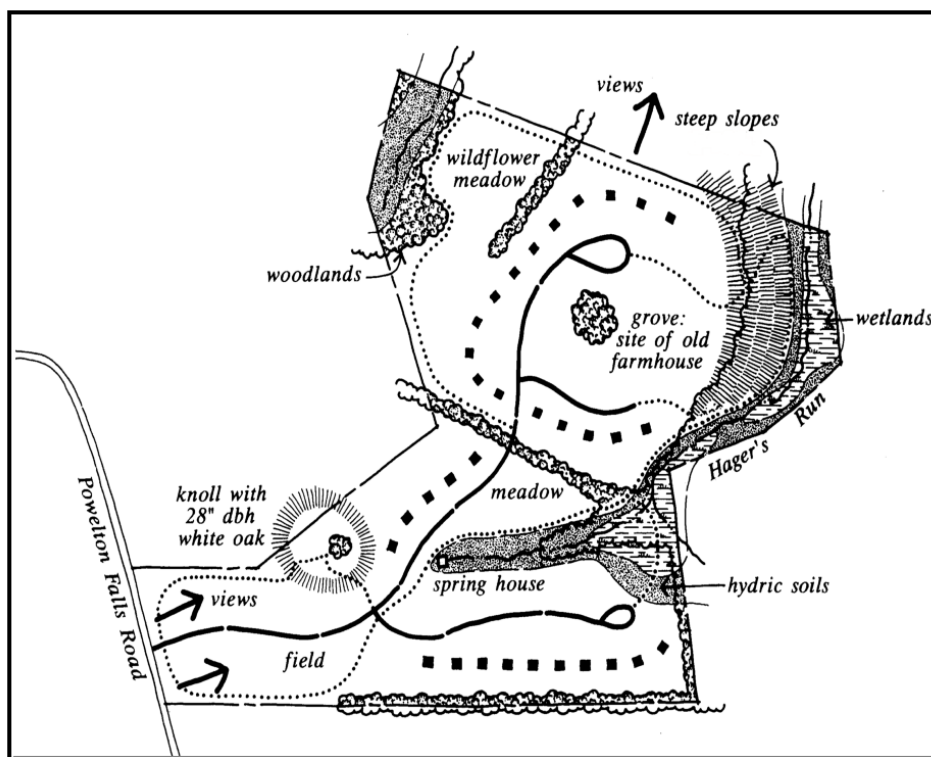 views
steep slopes
wildflower
meadow
woodlands
grove:
site of old
farmhouse
wetlands
Hager's Run
meadow
knoll with
28" dbh
white oak
spring house
hydric soils
views
field
Powelton Falls Road